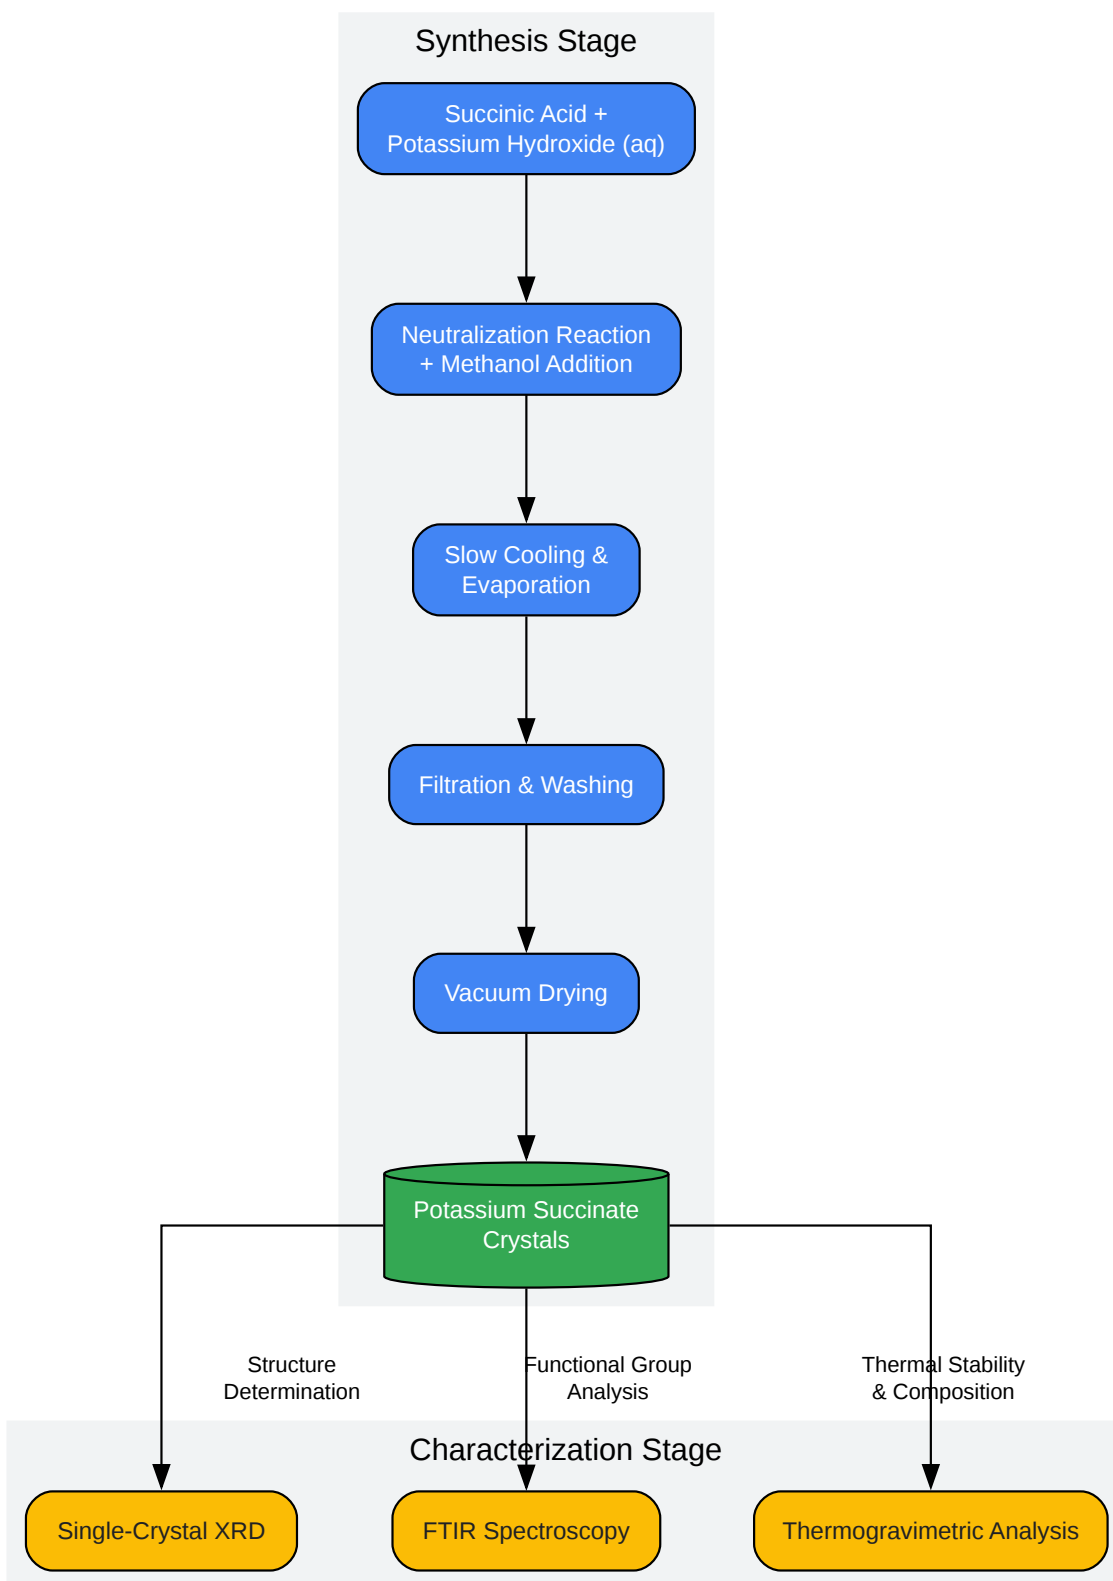 Synthesis Stage
Succinic Acid +
Potassium Hydroxide (aq)
Neutralization Reaction
+ Methanol Addition
Slow Cooling &
Evaporation
Filtration & Washing
Vacuum Drying
Potassium Succinate
Crystals
Structure
Determination
Functional Group
Analysis
Thermal Stability
& Composition
Characterization Stage
Single-Crystal XRD
FTIR Spectroscopy
Thermogravimetric Analysis